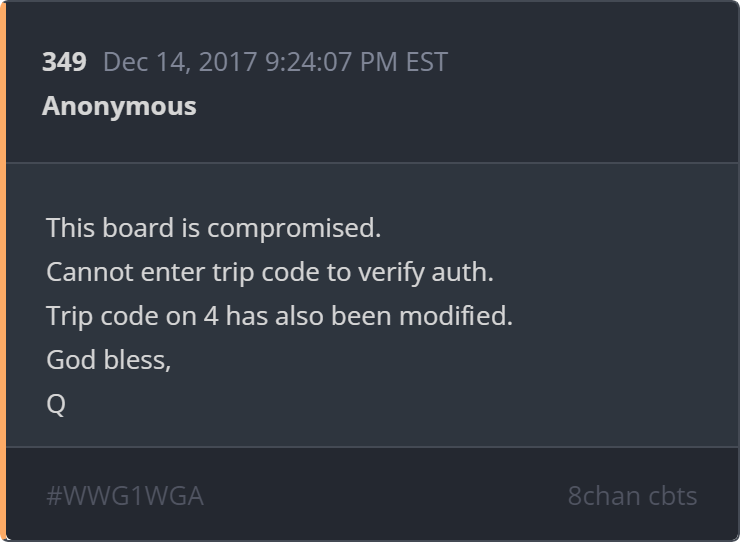 349 Dec 14, 2017 9:24:07 PM EST
Anonymous
This board is compromised.
Cannot enter trip code to verify auth.
Trip code on 4 has also been modified.
God bless,
Q
#WWG1WGA 8chan cbts